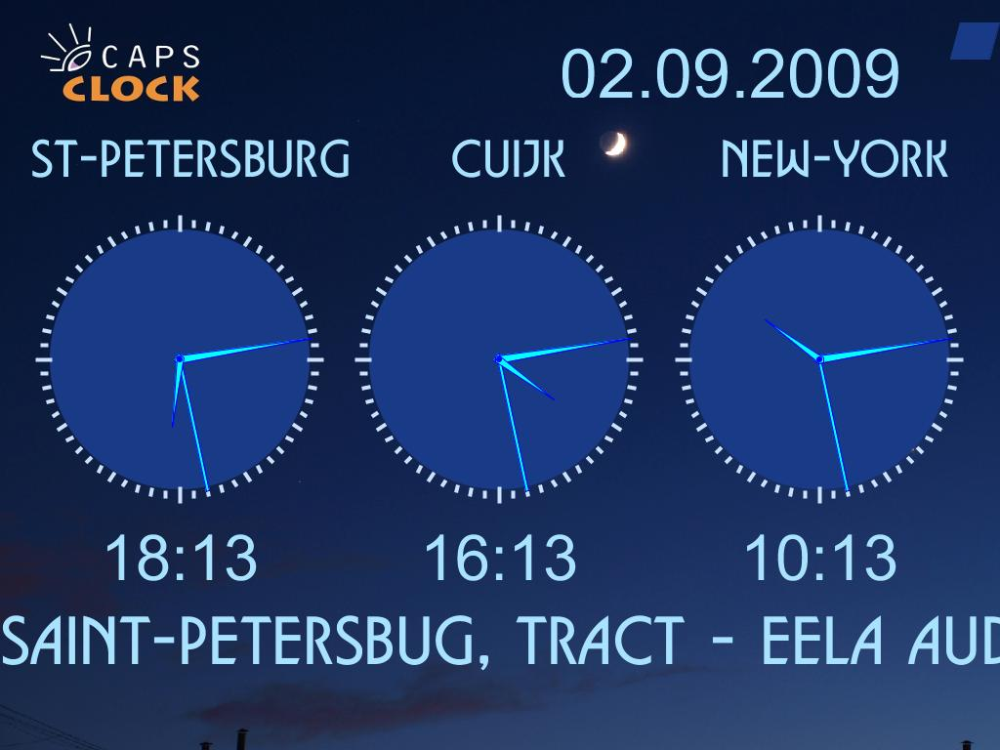 CAPS
CLOCK
02.09.2009
ST-PETERSBURG CUIJK NEW-YORK
18:13 16:13 10:13
SAINT-PETERSBUG, TRACT - EELA